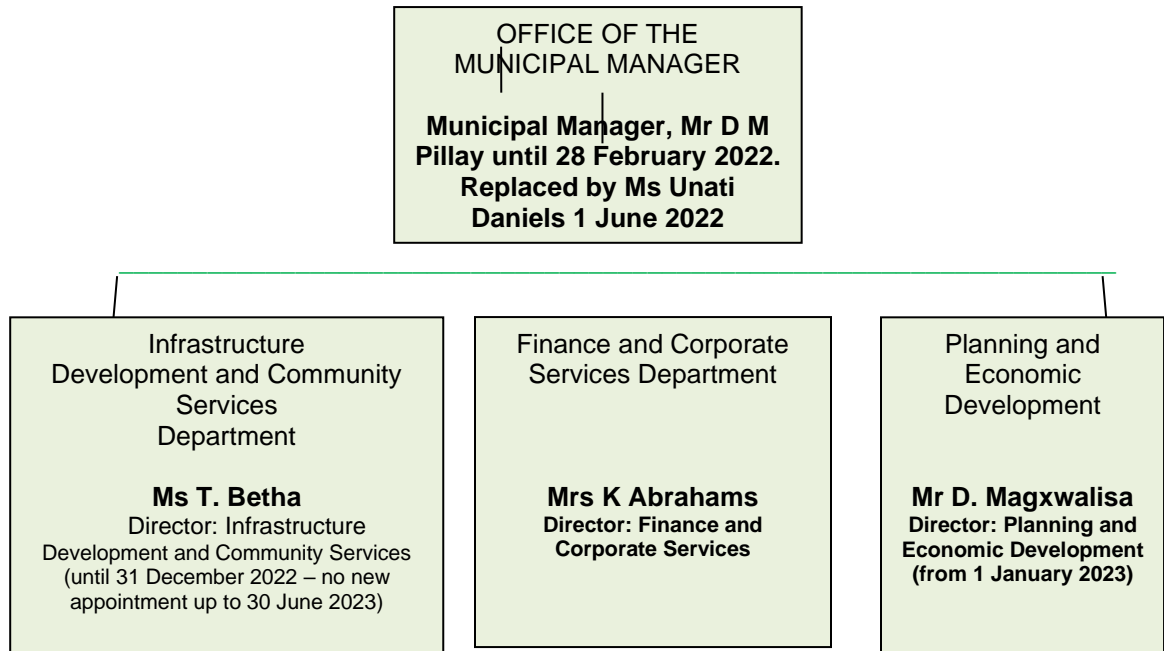 OFFICE OF THE
MUNICIPAL MANAGER
Municipal Manager, Mr D M
Pillay until 28 February 2022.
Replaced by Ms Unati
Daniels 1 June 2022
Infrastructure
Development and Community
Services
Department
Ms T. Betha
Director: Infrastructure
Development and Community Services
(until 31 December 2022 – no new
appointment up to 30 June 2023)
Finance and Corporate
Services Department
Mrs K Abrahams
Director: Finance and
Corporate Services
Planning and
Economic
Development
Mr D. Magxwalisa
Director: Planning and
Economic Development
(from 1 January 2023)